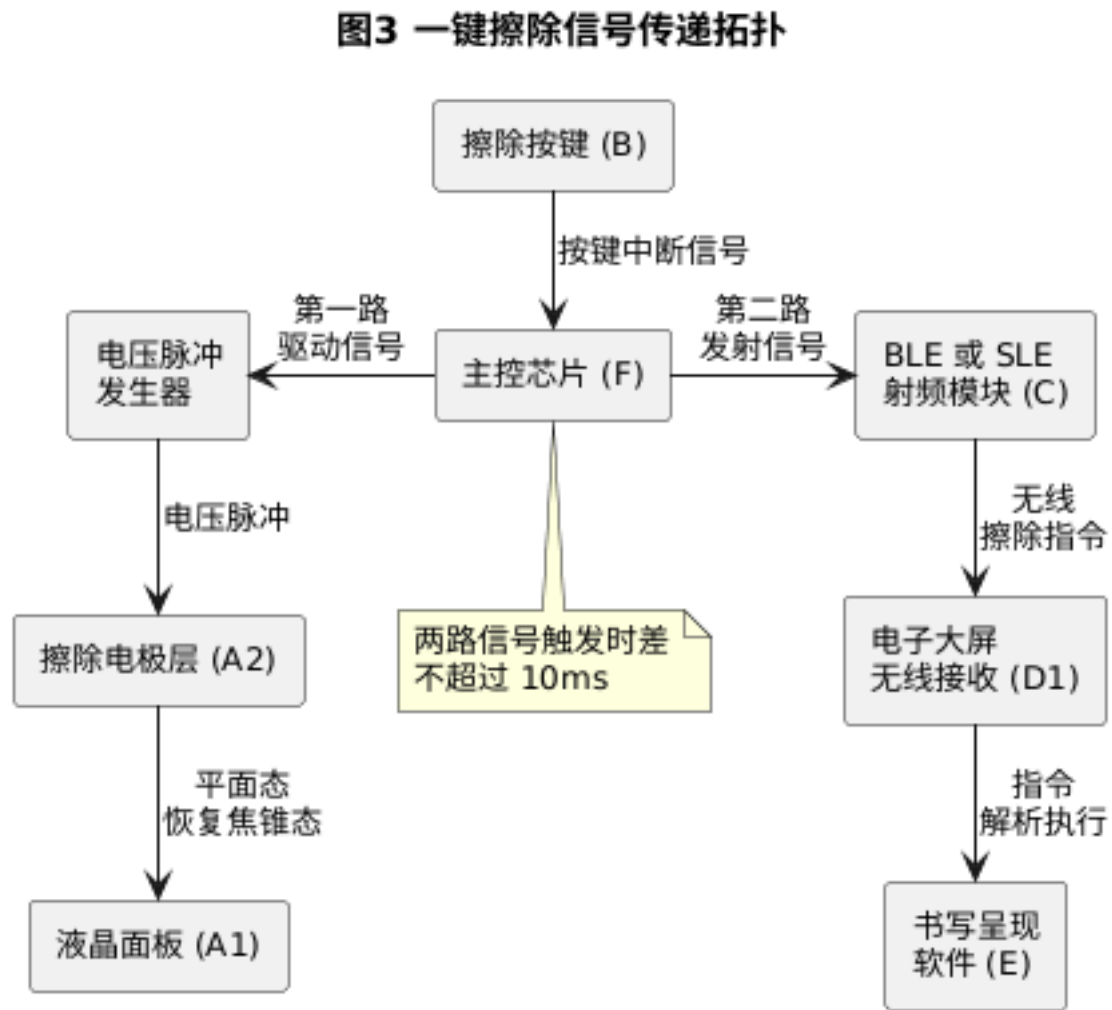 图3 一键擦除信号传递拓扑
擦除按键 (B)
按键中断信号
第一路
驱动信号
第二路
发射信号
电压脉冲
发生器
主控芯片 (F)
BLE 或 SLE
射频模块 (C)
电压脉冲
无线
擦除指令
两路信号触发时差
不超过 10ms
擦除电极层 (A2)
电子大屏
无线接收 (D1)
平面态
恢复焦锥态
指令
解析执行
液晶面板 (A1)
书写呈现
软件 (E)